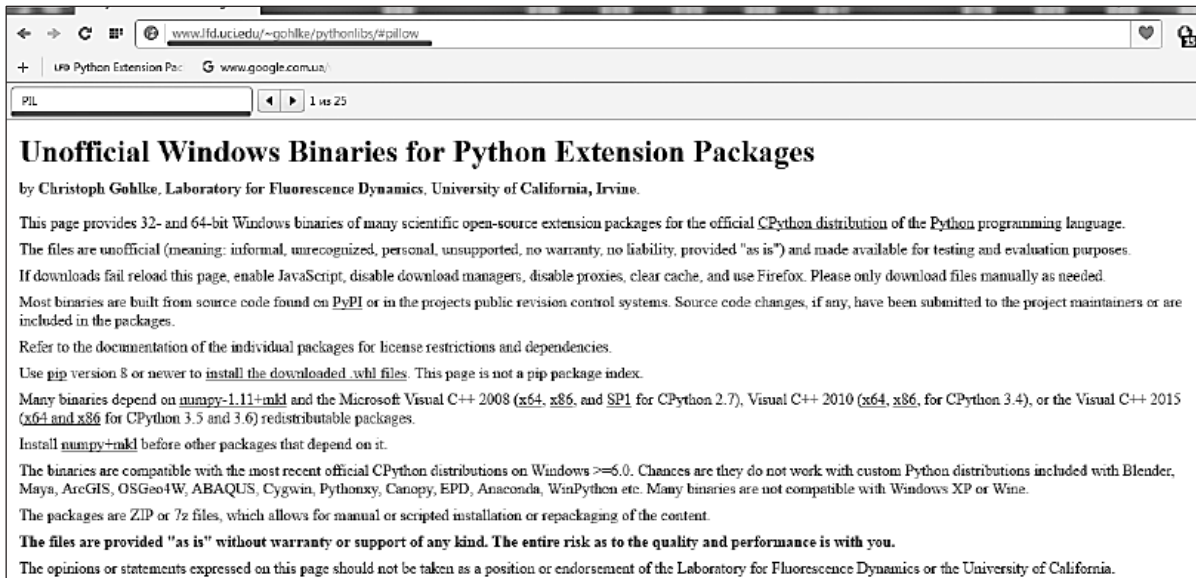 www.lfd.uci.edu/~gohlke/pythonlibs/#pillow
35
+ LFD Python Extension Pac G www.google.com.ua/
PIL 1 из 25
Unofficial Windows Binaries for Python Extension Packages
by Christoph Gohlke, Laboratory for Fluorescence Dynamics, University of California, Irvine.
This page provides 32- and 64-bit Windows binaries of many scientific open-source extension packages for the official CPython distribution of the Python programming language.
The files are unofficial (meaning: informal, unrecognized, personal, unsupported, no warranty, no liability, provided "as is") and made available for testing and evaluation purposes.
If downloads fail reload this page, enable JavaScript, disable download managers, disable proxies, clear cache, and use Firefox. Please only download files manually as needed.
Most binaries are built from source code found on PyPI or in the projects public revision control systems. Source code changes, if any, have been submitted to the project maintainers or are
included in the packages.
Refer to the documentation of the individual packages for license restrictions and dependencies.
Use pip version 8 or newer to install the downloaded .whl files. This page is not a pip package index.
Many binaries depend on numpy-1.11+mkl and the Microsoft Visual C++ 2008 (x64, x86, and SP1 for CPython 2.7), Visual C++ 2010 (x64, x86, for CPython 3.4), or the Visual C++ 2015
(x64 and x86 for CPython 3.5 and 3.6) redistributable packages.
Install numpy+mkl before other packages that depend on it.
The binaries are compatible with the most recent official CPython distributions on Windows >=6.0. Chances are they do not work with custom Python distributions included with Blender,
Maya, ArcGIS, OSGeo4W, ABAQUS, Cygwin, Pythonxy, Canopy, EPD, Anaconda, WinPython etc. Many binaries are not compatible with Windows XP or Wine.
The packages are ZIP or 7z files, which allows for manual or scripted installation or repackaging of the content.
The files are provided "as is" without warranty or support of any kind. The entire risk as to the quality and performance is with you.
The opinions or statements expressed on this page should not be taken as a position or endorsement of the Laboratory for Fluorescence Dynamics or the University of California.